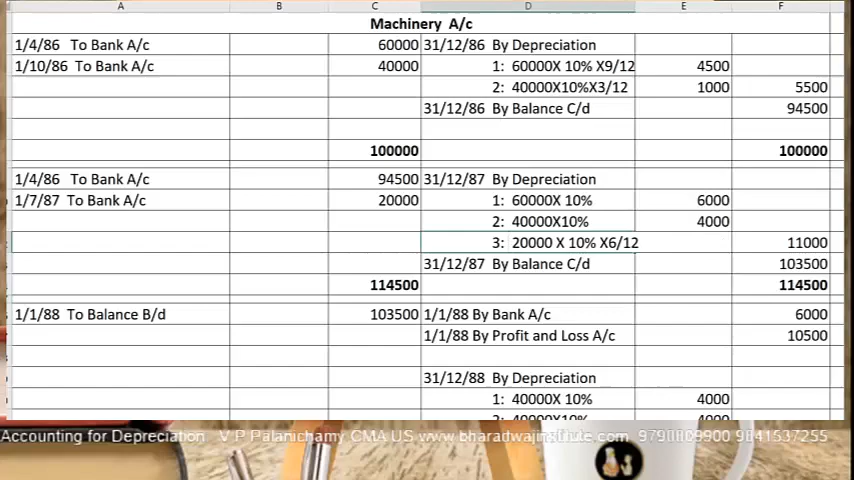 A B C D E F
Machinery A/c
1/4/86 To Bank A/c 60000 31/12/86 By Depreciation
1/10/86 To Bank A/c 40000 1: 60000X 10% X9/12 4500
2: 40000X10%X3/12 1000 5500
31/12/86 By Balance C/d 94500
100000 100000
1/4/86 To Bank A/c 94500 31/12/87 By Depreciation
1/7/87 To Bank A/c 20000 1: 60000X 10% 6000
2: 40000X10% 4000
3: 20000 X 10% X6/12 11000
31/12/87 By Balance C/d 103500
114500 114500
1/1/88 To Balance B/d 103500 1/1/88 By Bank A/c 6000
1/1/88 By Profit and Loss A/c 10500
31/12/88 By Depreciation
1: 40000X 10% 4000
2: 40000X10% 4000
Accounting for Depreciation V P Palanichamy CMA US www.bharadwajinstitute.com 9790009900 9041537255